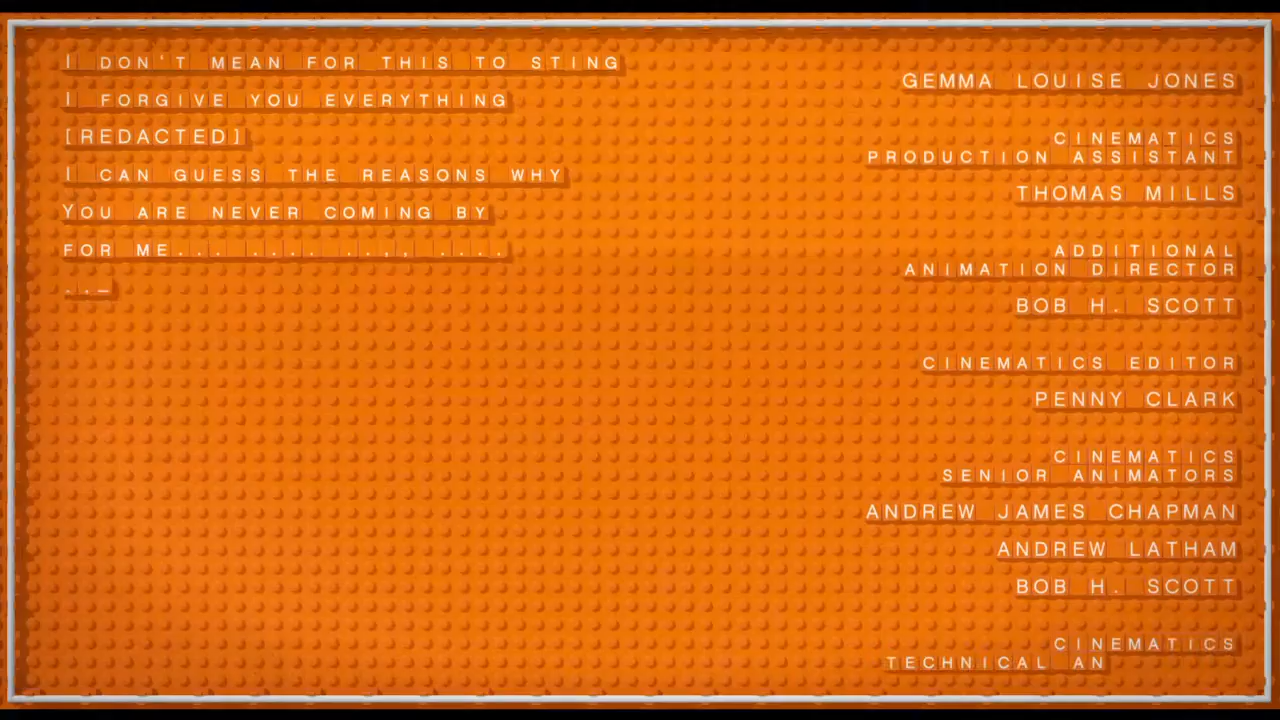 I DON'T MEAN FOR THIS TO STING
I FORGIVE YOU EVERYTHING
[REDACTED]
I CAN GUESS THE REASONS WHY
YOU ARE NEVER COMING BY
FOR ME... .... ..,, ....
.._
GEMMA LOUISE JONES
CINEMATICS
PRODUCTION ASSISTANT
THOMAS MILLS
ADDITIONAL
ANIMATION DIRECTOR
BOB H. SCOTT
CINEMATICS EDITOR
PENNY CLARK
CINEMATICS
SENIOR ANIMATORS
ANDREW JAMES CHAPMAN
ANDREW LATHAM
BOB H. SCOTT
CINEMATICS
TECHNICAL AN